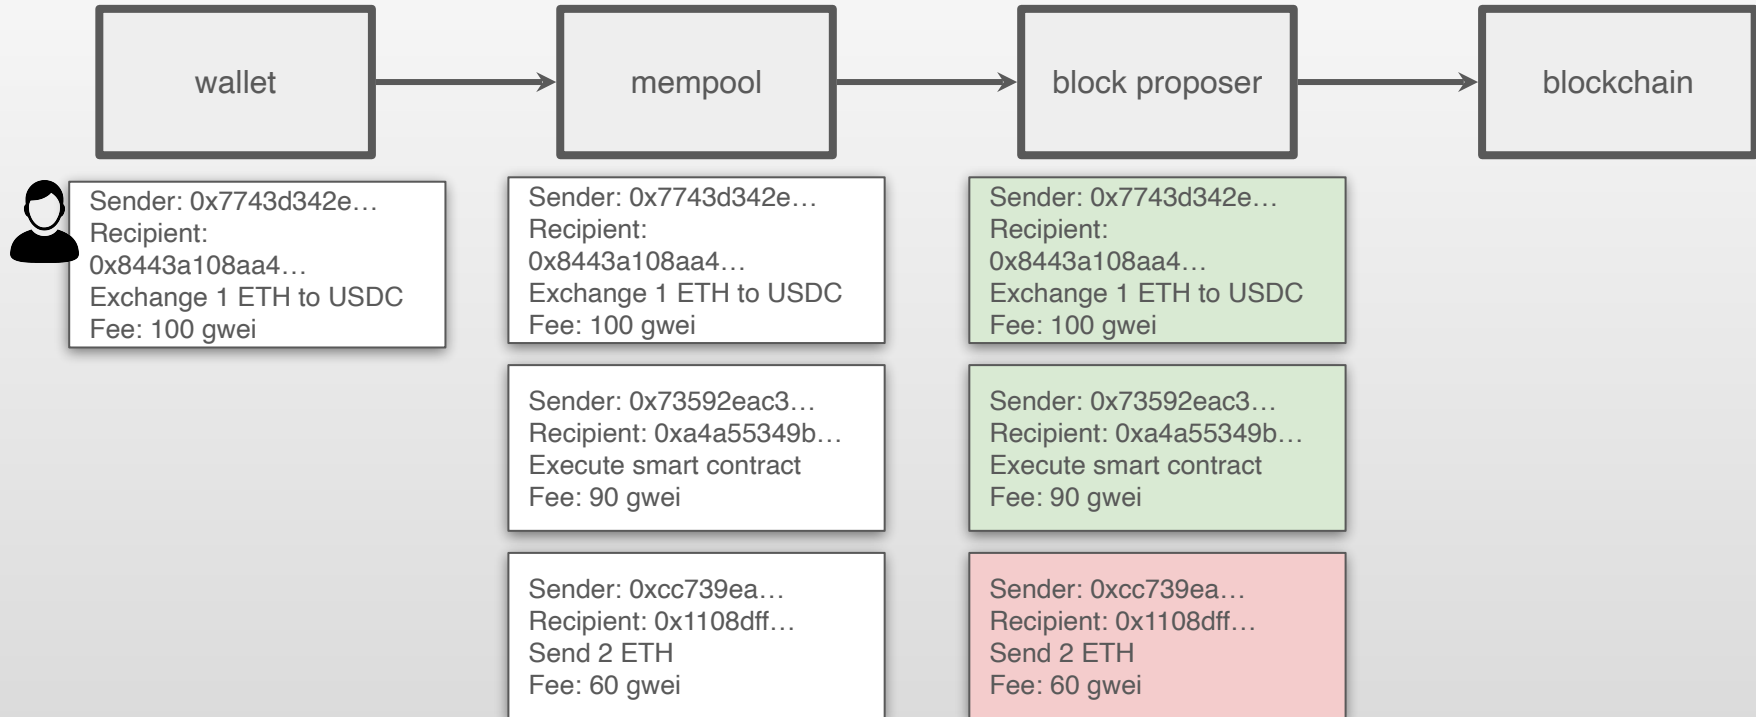 wallet
mempool
block proposer
blockchain
Sender: 0x7743d342e…
Recipient:
0x8443a108aa4…
Exchange 1 ETH to USDC
Fee: 100 gwei
Sender: 0x7743d342e…
Recipient:
0x8443a108aa4…
Exchange 1 ETH to USDC
Fee: 100 gwei
Sender: 0x73592eac3…
Recipient: 0xa4a55349b…
Execute smart contract
Fee: 90 gwei
Sender: 0xcc739ea…
Recipient: 0x1108dff…
Send 2 ETH
Fee: 60 gwei
Sender: 0x7743d342e…
Recipient:
0x8443a108aa4…
Exchange 1 ETH to USDC
Fee: 100 gwei
Sender: 0x73592eac3…
Recipient: 0xa4a55349b…
Execute smart contract
Fee: 90 gwei
Sender: 0xcc739ea…
Recipient: 0x1108dff…
Send 2 ETH
Fee: 60 gwei